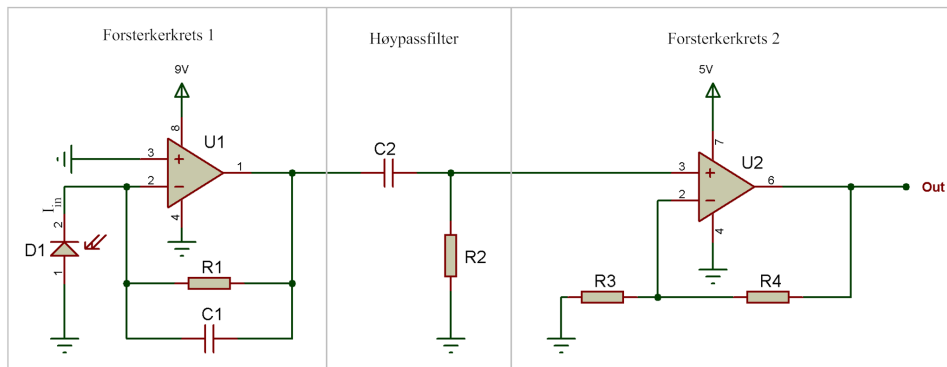 Forsterkerkrets 1
Høypassfilter
Forsterkerkrets 2
9V
5V
8
U1
3
+
2
−
1
4
C2
7
U2
3
+
2
−
6
4
Out
I_in
2
D1
1
R1
C1
R2
R3
R4